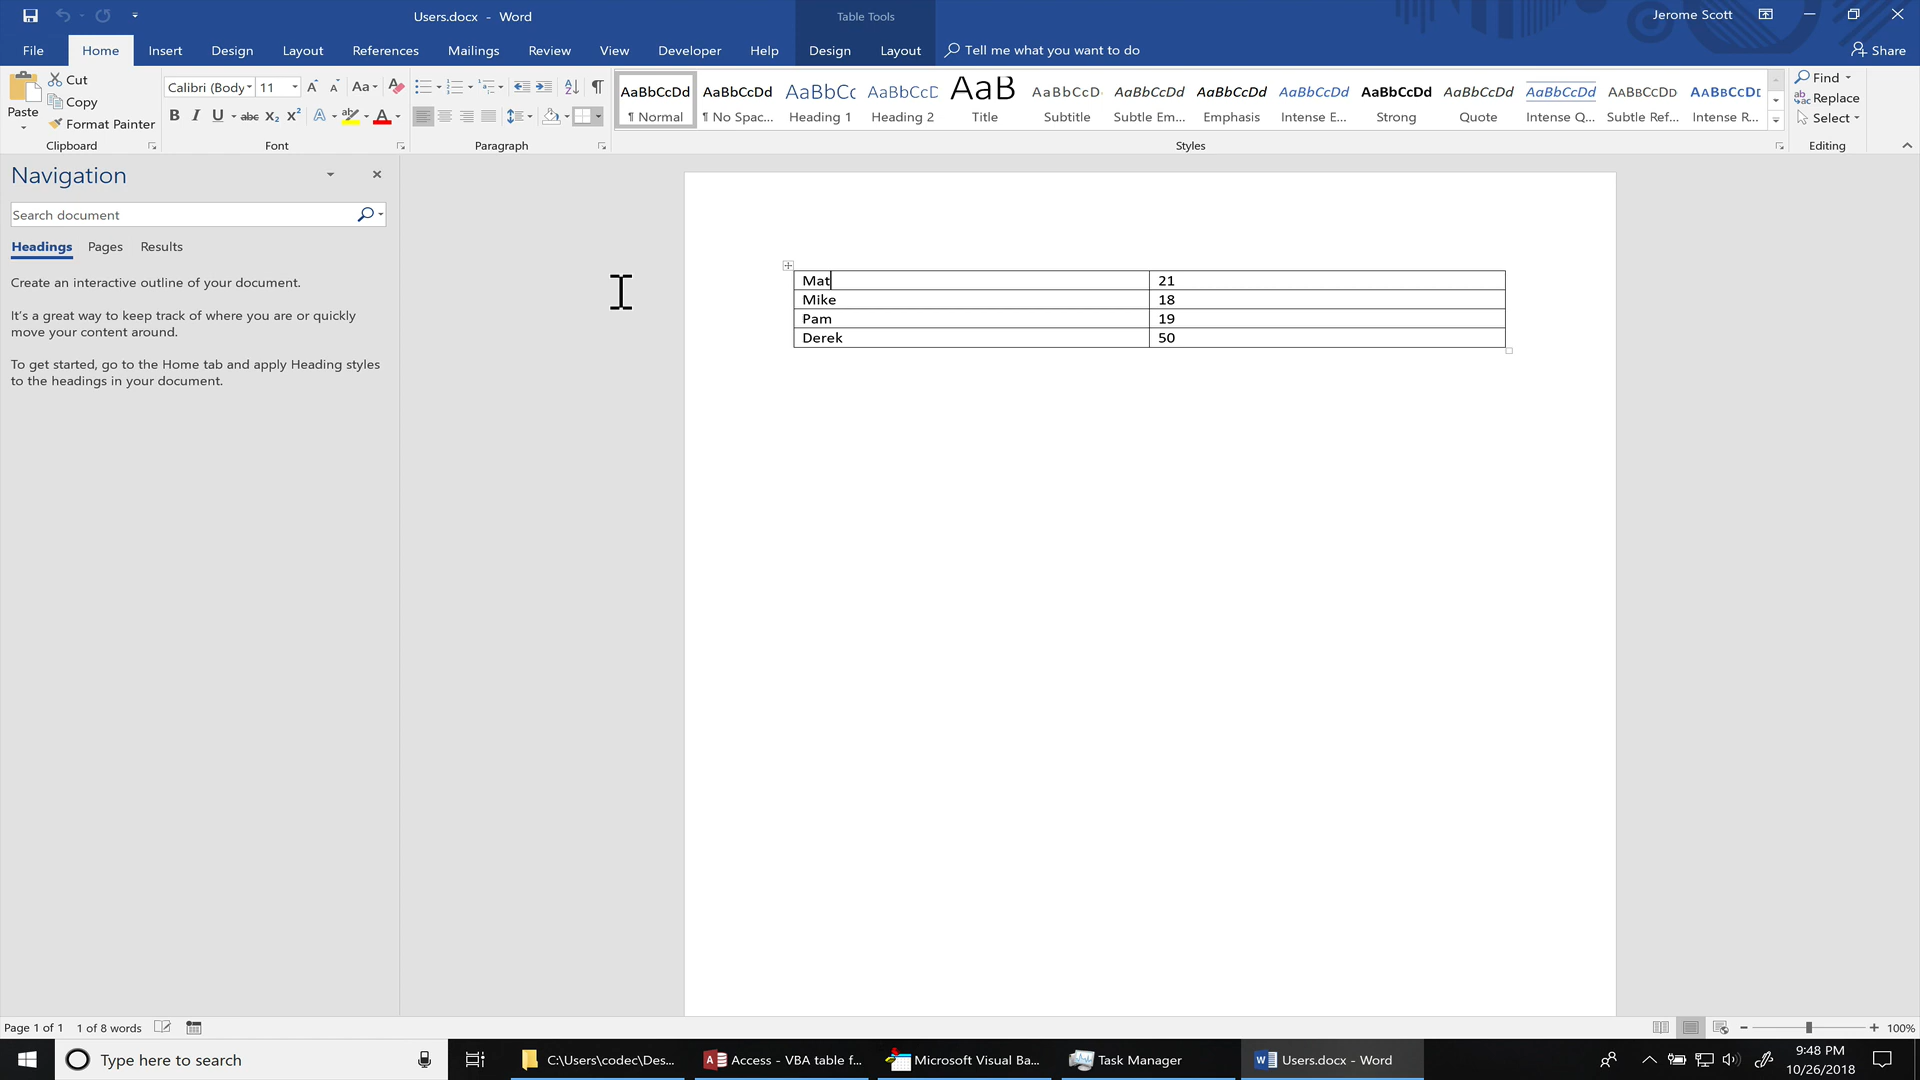 Users.docx - Word
Table Tools
Jerome Scott
File Home Insert Design Layout References Mailings Review View Developer Help Design Layout Tell me what you want to do Share
Paste
Cut
Copy
Format Painter
Clipboard
Calibri (Body 11
Aa
B I U abc X₂ X² A A
Font
Paragraph
AaBbCcDd AaBbCcDd AaBbCc AaBbCcD AaB AaBbCcD AaBbCcDd AaBbCcDd AaBbCcDd AaBbCcDd AaBbCcDd AaBbCcDd AaBbCcDd AaBbCcDd
¶ Normal ¶ No Spac... Heading 1 Heading 2 Title Subtitle Subtle Em... Emphasis Intense E... Strong Quote Intense Q... Subtle Ref... Intense R...
Styles
Find
Replace
Select
Editing
Navigation
Search document
Headings Pages Results
Create an interactive outline of your document.
It's a great way to keep track of where you are or quickly
move your content around.
To get started, go to the Home tab and apply Heading styles
to the headings in your document.
Mat 21
Mike 18
Pam 19
Derek 50
Page 1 of 1 1 of 8 words
100%
Type here to search
C:\Users\codec\Des...
Access - VBA table f...
Microsoft Visual Ba...
Task Manager
Users.docx - Word
9:48 PM
10/26/2018